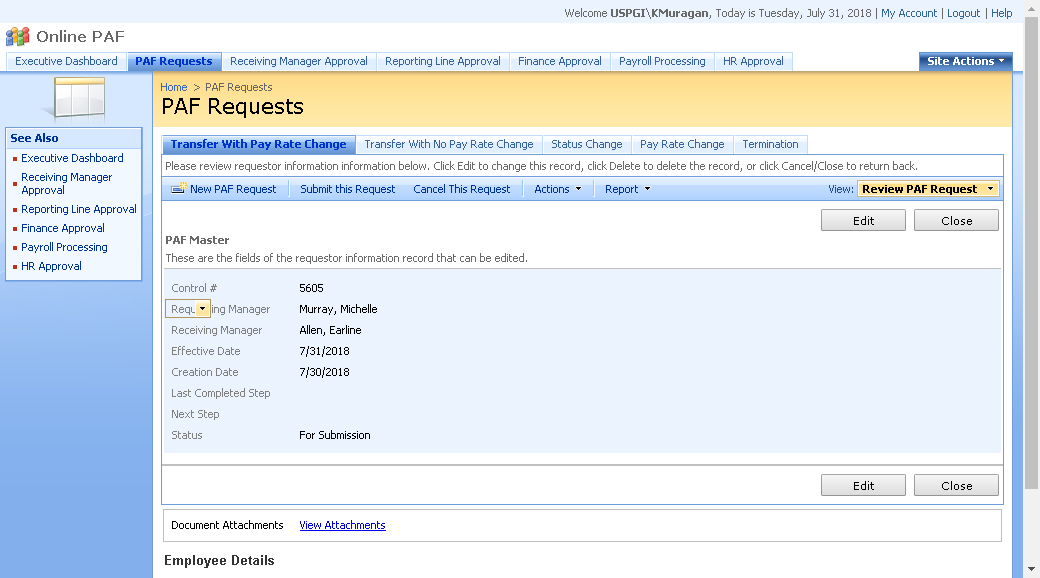 Welcome USPGI\KMuragan, Today is Tuesday, July 31, 2018 | My Account | Logout | Help
Online PAF
Executive Dashboard PAF Requests Receiving Manager Approval Reporting Line Approval Finance Approval Payroll Processing HR Approval Site Actions
Home > PAF Requests
PAF Requests
See Also
Executive Dashboard
Receiving Manager
Approval
Reporting Line Approval
Finance Approval
Payroll Processing
HR Approval
Transfer With Pay Rate Change Transfer With No Pay Rate Change Status Change Pay Rate Change Termination
Please review requestor information information below. Click Edit to change this record, click Delete to delete the record, or click Cancel/Close to return back.
New PAF Request Submit this Request Cancel This Request Actions Report View: Review PAF Request
Edit Close
PAF Master
These are the fields of the requestor information record that can be edited.
Control # 5605
Requ ing Manager Murray, Michelle
Receiving Manager Allen, Earline
Effective Date 7/31/2018
Creation Date 7/30/2018
Last Completed Step
Next Step
Status For Submission
Edit Close
Document Attachments View Attachments
Employee Details